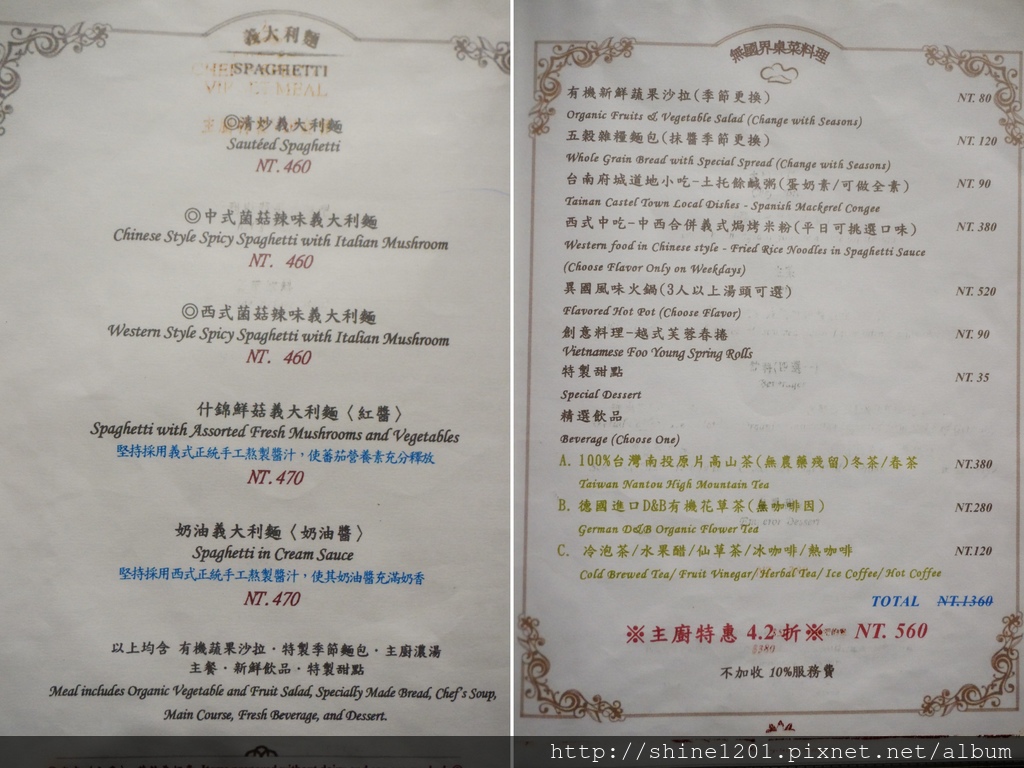 義大利麵
SPAGHETTI
◎清炒義大利麵
Sautéed Spaghetti
NT. 460
◎中式菌菇辣味義大利麵
Chinese Style Spicy Spaghetti with Italian Mushroom
NT. 460
◎西式菌菇辣味義大利麵
Western Style Spicy Spaghetti with Italian Mushroom
NT. 460
什錦鮮菇義大利麵〈紅醬〉
Spaghetti with Assorted Fresh Mushrooms and Vegetables
堅持採用義式正統手工熬製醬汁，使蕃茄營養素充分釋放
NT. 470
奶油義大利麵〈奶油醬〉
Spaghetti in Cream Sauce
堅持採用西式正統手工熬製醬汁，使其奶油醬充滿奶香
NT. 470
以上均含 有機蔬果沙拉．特製季節麵包．主廚濃湯
主餐．新鮮飲品．特製甜點
Meal includes Organic Vegetable and Fruit Salad, Specially Made Bread, Chef's Soup,
Main Course, Fresh Beverage, and Dessert.
無國界桌菜料理
有機新鮮蔬果沙拉(季節更換) NT. 80
Organic Fruits & Vegetable Salad (Change with Seasons)
五穀雜糧麵包(抹醬季節更換) NT. 120
Whole Grain Bread with Special Spread (Change with Seasons)
台南府城道地小吃-土托餘鹹粥(蛋奶素/可做全素) NT. 90
Tainan Castel Town Local Dishes - Spanish Mackerel Congee
西式中吃-中西合併義式焗烤米粉(平日可挑選口味) NT. 380
Western food in Chinese style - Fried Rice Noodles in Spaghetti Sauce
(Choose Flavor Only on Weekdays)
異國風味火鍋(3人以上湯頭可選) NT. 520
Flavored Hot Pot (Choose Flavor)
創意料理-越式芙蓉春捲 NT. 90
Vietnamese Foo Young Spring Rolls
特製甜點 NT. 35
Special Dessert
精選飲品
Beverage (Choose One)
A. 100%台灣南投原片高山茶(無農藥殘留)冬茶/春茶 NT.380
Taiwan Nantou High Mountain Tea
B. 德國進口D&B有機花草茶(無咖啡因) NT.280
German D&B Organic Flower Tea
C. 冷泡茶/水果醋/仙草茶/冰咖啡/熱咖啡 NT.120
Cold Brewed Tea/ Fruit Vinegar/ Herbal Tea/ Ice Coffee/ Hot Coffee
TOTAL NT.1360
※主廚特惠 4.2折※ NT. 560
不加收 10%服務費
http://shine1201.pixnet.net/album